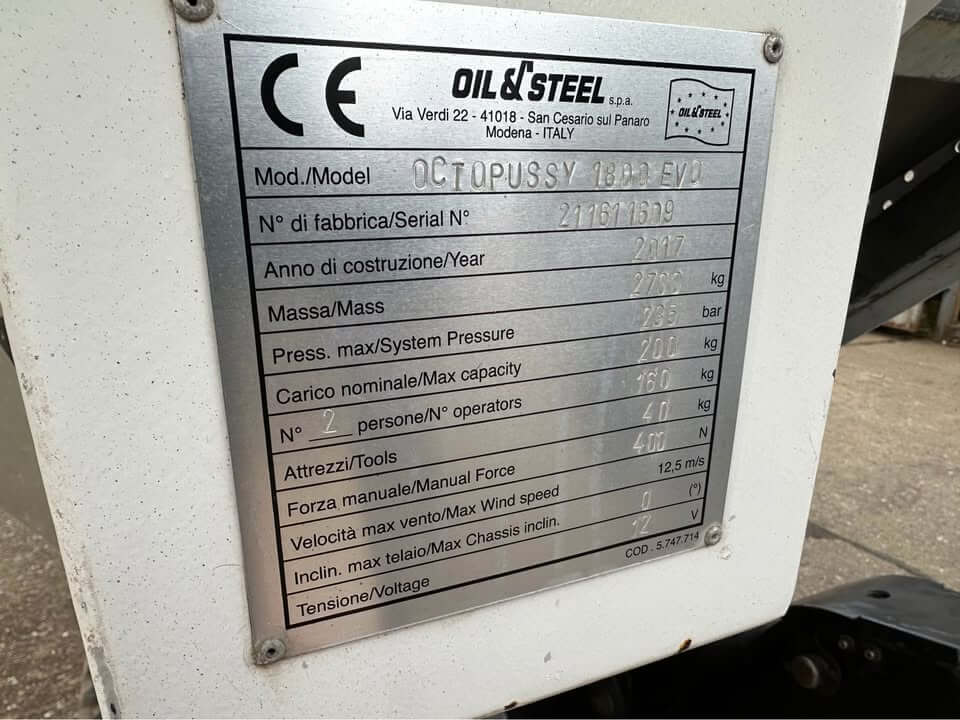 CE
OIL & STEEL s.p.a.
Via Verdi 22 - 41018 - San Cesario sul Panaro
Modena - ITALY
OIL & STEEL
Mod./Model OCTOPUSSY 1800 EVO
N° di fabbrica/Serial N° 211611609
Anno di costruzione/Year 2017
Massa/Mass kg
Press. max/System Pressure 235 bar
Carico nominale/Max capacity 200 kg
N° 2 persone/N° operators 160 kg
Attrezzi/Tools 40 kg
Forza manuale/Manual Force 400 N
Velocità max vento/Max Wind speed 12,5 m/s
Inclin. max telaio/Max Chassis inclin. 0 (°)
Tensione/Voltage 12 V
COD . 5.747.714